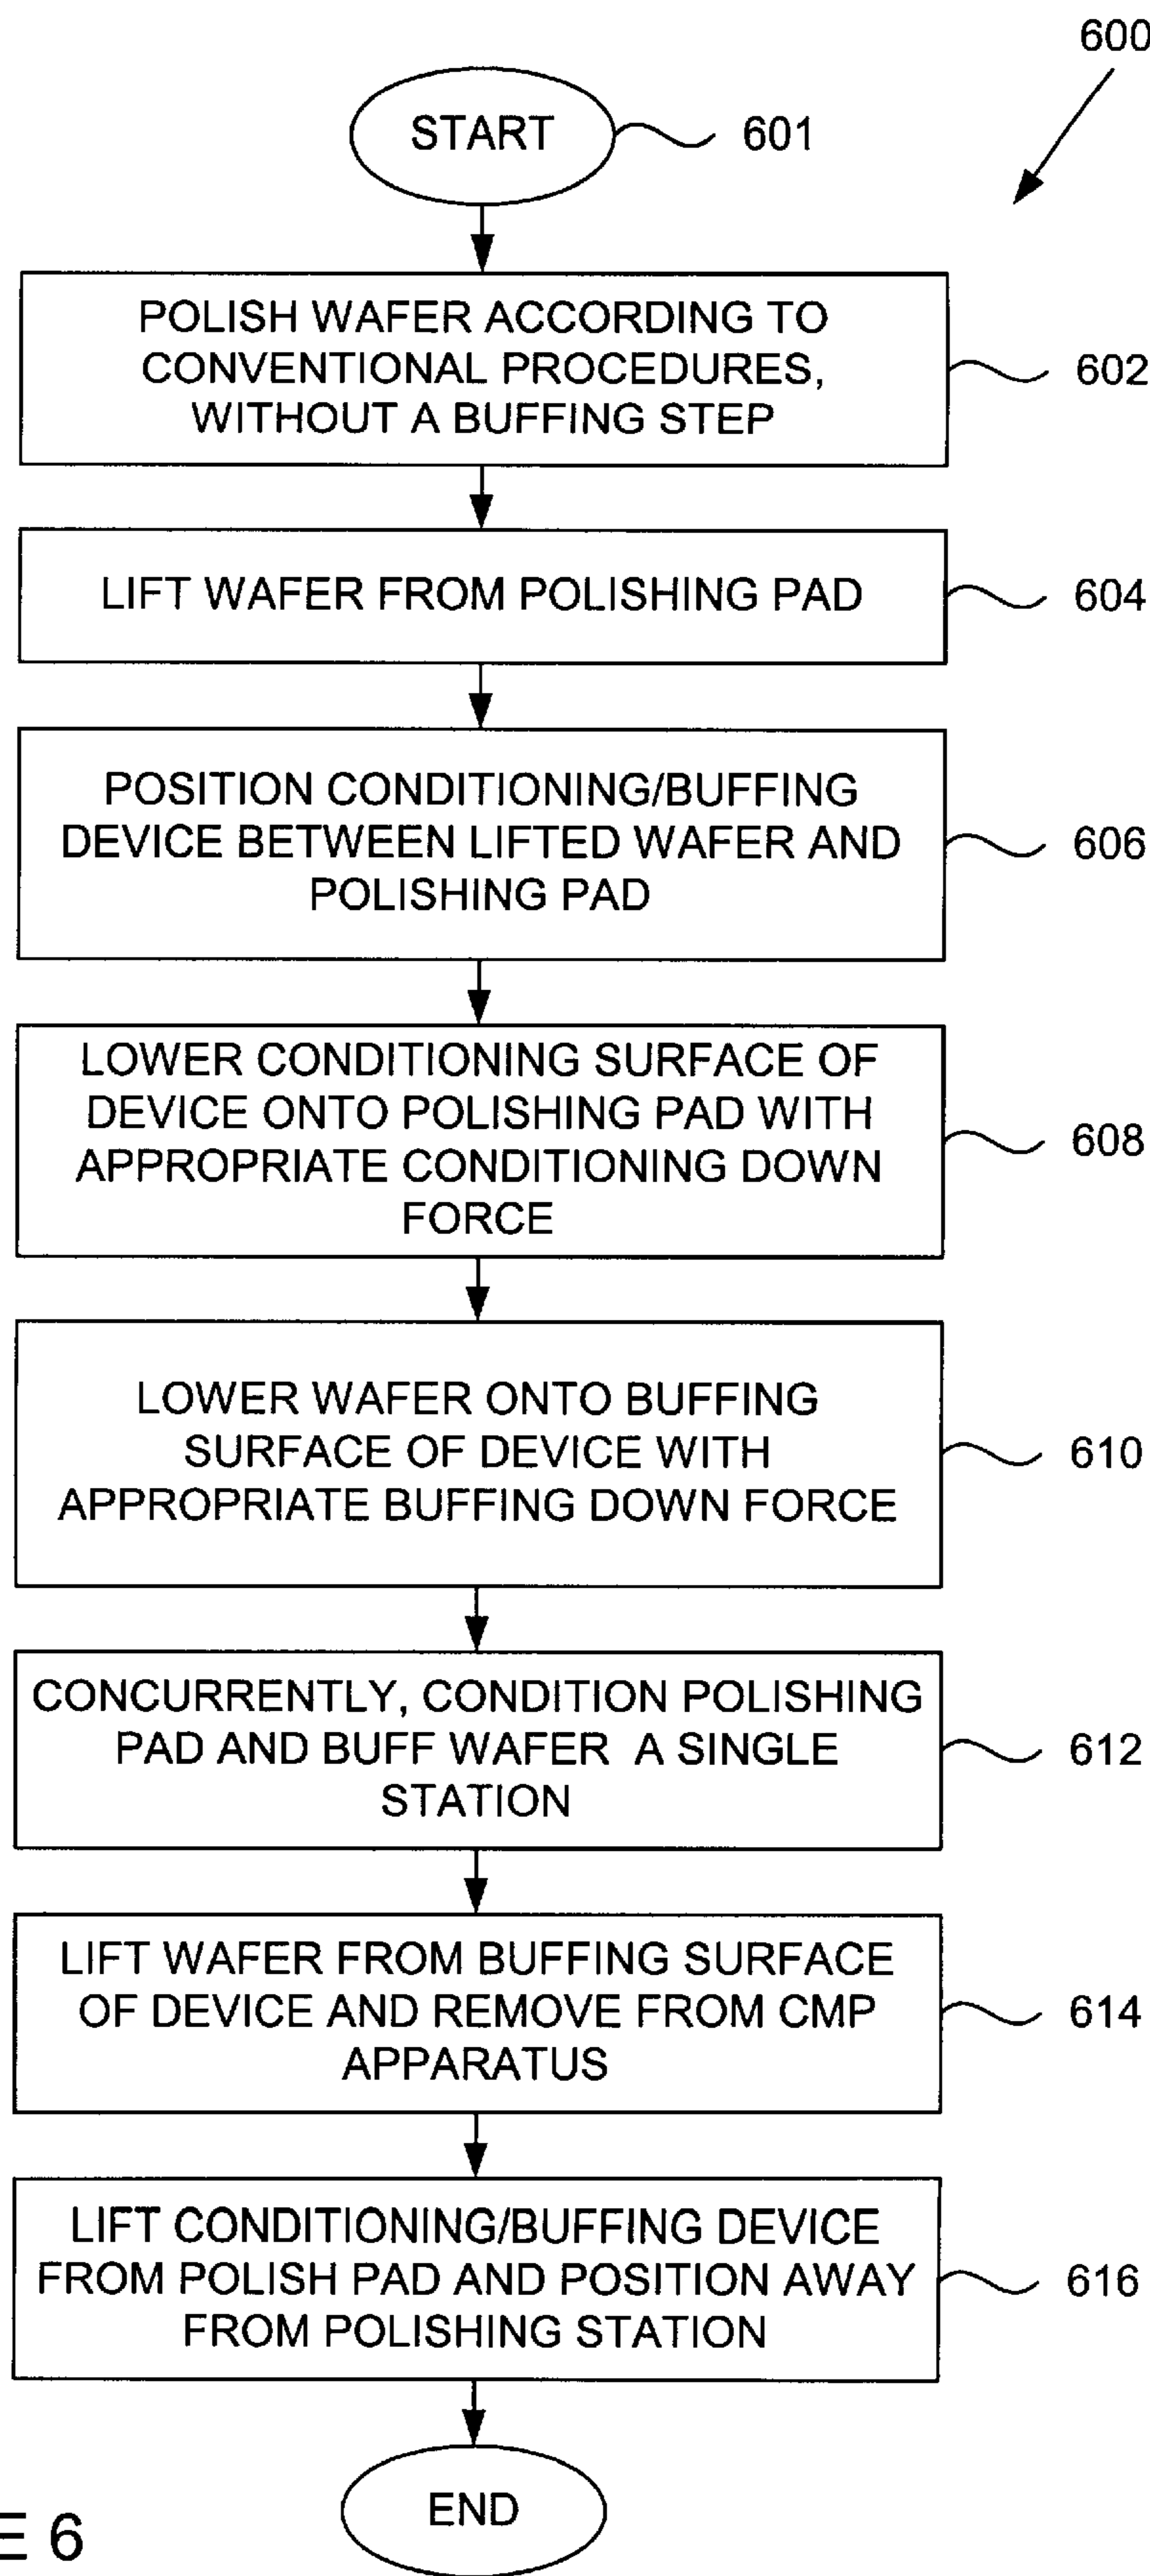 600
START
601
POLISH WAFER ACCORDING TO
CONVENTIONAL PROCEDURES,
WITHOUT A BUFFING STEP
602
LIFT WAFER FROM POLISHING PAD
604
POSITION CONDITIONING/BUFFING
DEVICE BETWEEN LIFTED WAFER AND
POLISHING PAD
606
LOWER CONDITIONING SURFACE OF
DEVICE ONTO POLISHING PAD WITH
APPROPRIATE CONDITIONING DOWN
FORCE
608
LOWER WAFER ONTO BUFFING
SURFACE OF DEVICE WITH
APPROPRIATE BUFFING DOWN FORCE
610
CONCURRENTLY, CONDITION POLISHING
PAD AND BUFF WAFER A SINGLE
STATION
612
LIFT WAFER FROM BUFFING SURFACE
OF DEVICE AND REMOVE FROM CMP
APPARATUS
614
LIFT CONDITIONING/BUFFING DEVICE
FROM POLISH PAD AND POSITION AWAY
FROM POLISHING STATION
616
END
E 6